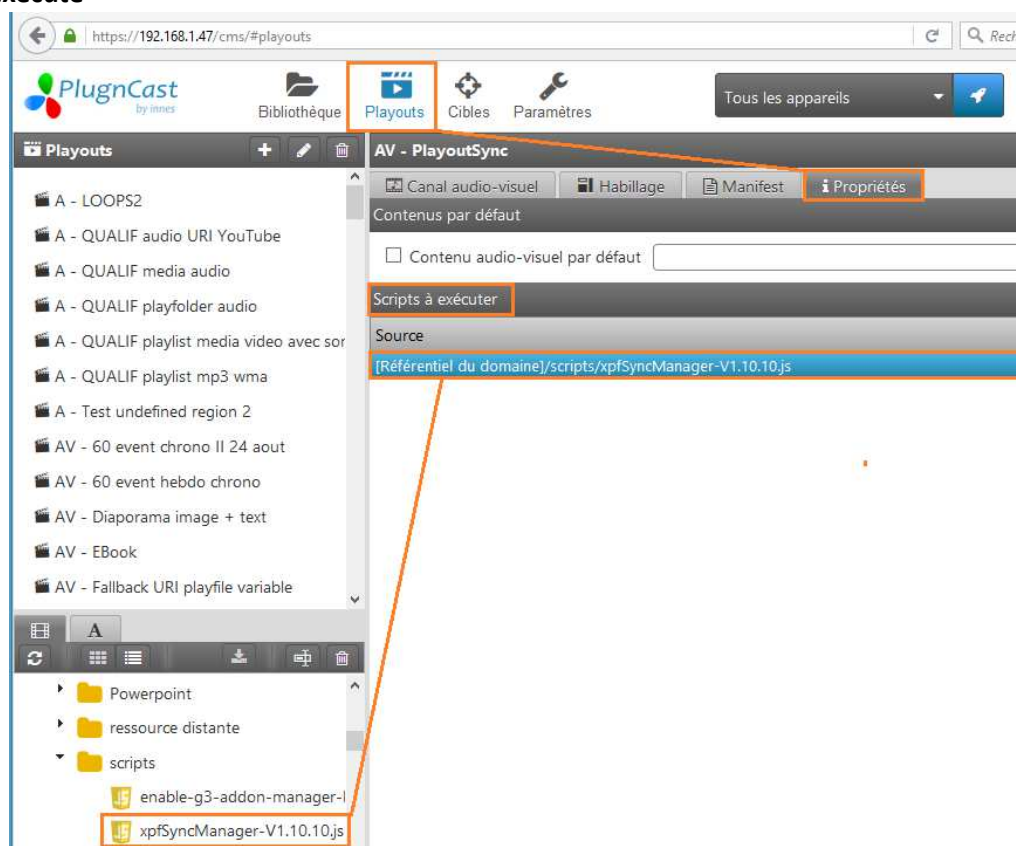 exécute
https://192.168.1.47/cms/#playouts
Rech
PlugnCast
by innes
Bibliothèque
Playouts
Cibles
Paramètres
Tous les appareils
Playouts
AV - PlayoutSync
Canal audio-visuel
Habillage
Manifest
Propriétés
Contenus par défaut
Contenu audio-visuel par défaut
Scripts à exécuter
Source
[Référentiel du domaine]/scripts/xpfSyncManager-V1.10.10.js
A - LOOPS2
A - QUALIF audio URI YouTube
A - QUALIF media audio
A - QUALIF playfolder audio
A - QUALIF playlist media video avec sor
A - QUALIF playlist mp3 wma
A - Test undefined region 2
AV - 60 event chrono II 24 aout
AV - 60 event hebdo chrono
AV - Diaporama image + text
AV - EBook
AV - Fallback URI playfile variable
A
Powerpoint
ressource distante
scripts
enable-g3-addon-manager-
xpfSyncManager-V1.10.10.js